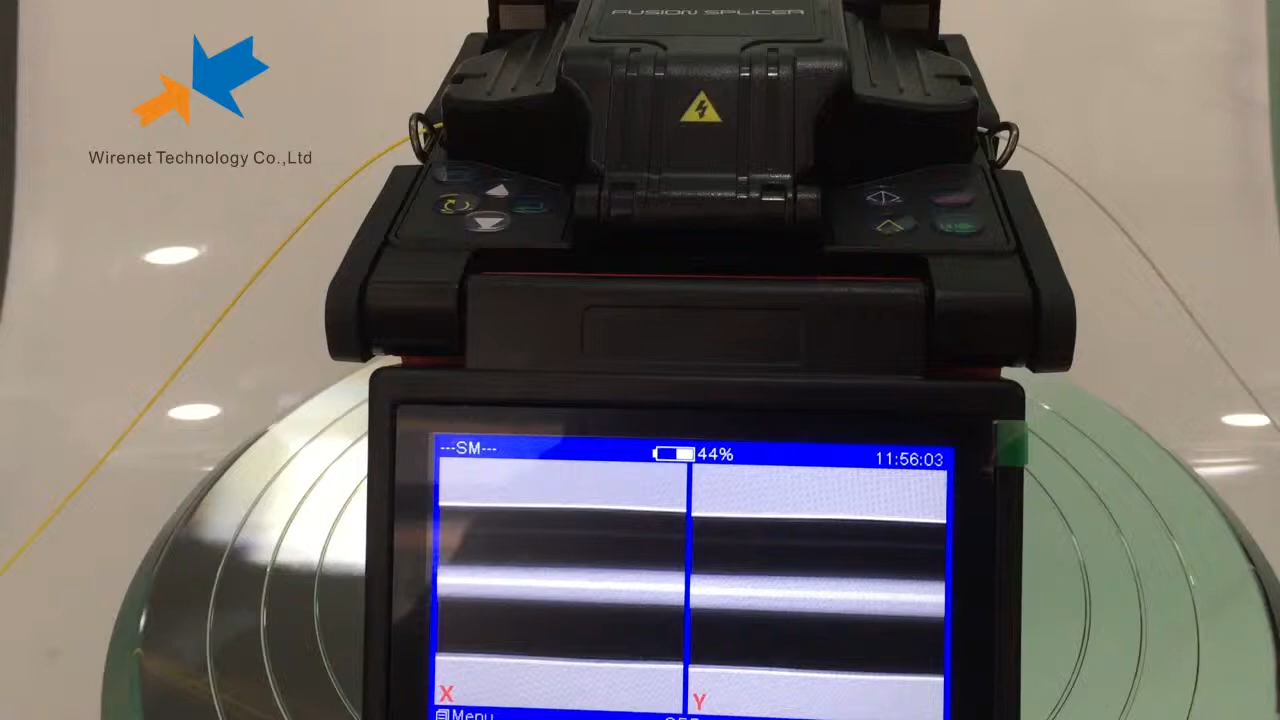 FUSION SPLICER
Wirenet Technology Co.,Ltd
---SM---
44%
11:56:03
X
Y
Menu